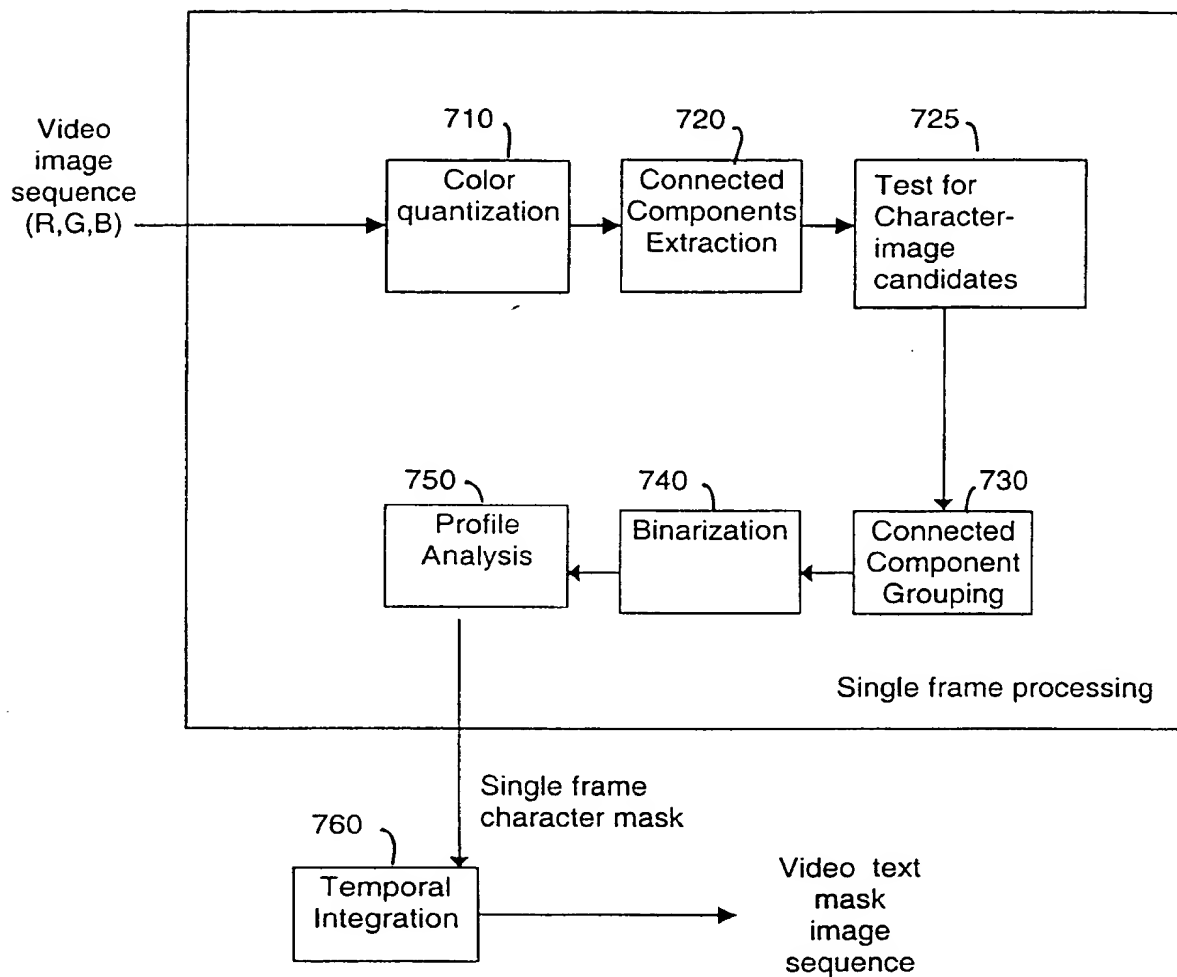 Video
image
sequence
(R,G,B)
710
Color
quantization
720
Connected
Components
Extraction
725
Test for
Character-
image
candidates
750
Profile
Analysis
740
Binarization
730
Connected
Component
Grouping
Single frame processing
Single frame
character mask
760
Temporal
Integration
Video text
mask
image
sequence